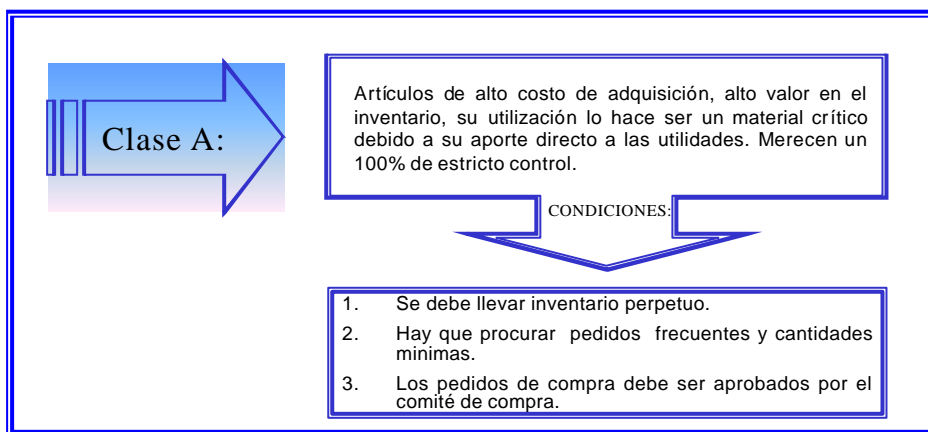 Clase A:
Artículos de alto costo de adquisición, alto valor en el
inventario, su utilización lo hace ser un material crítico
debido a su aporte directo a las utilidades. Merecen un
100% de estricto control.
CONDICIONES:
1. Se debe llevar inventario perpetuo.
2. Hay que procurar pedidos frecuentes y cantidades
minimas.
3. Los pedidos de compra debe ser aprobados por el
comité de compra.